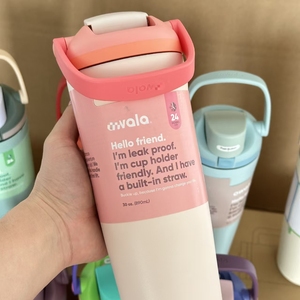 owala
24
Hello friend.
I'm leak proof.
I'm cup holder
friendly. And I have
a built-in straw.